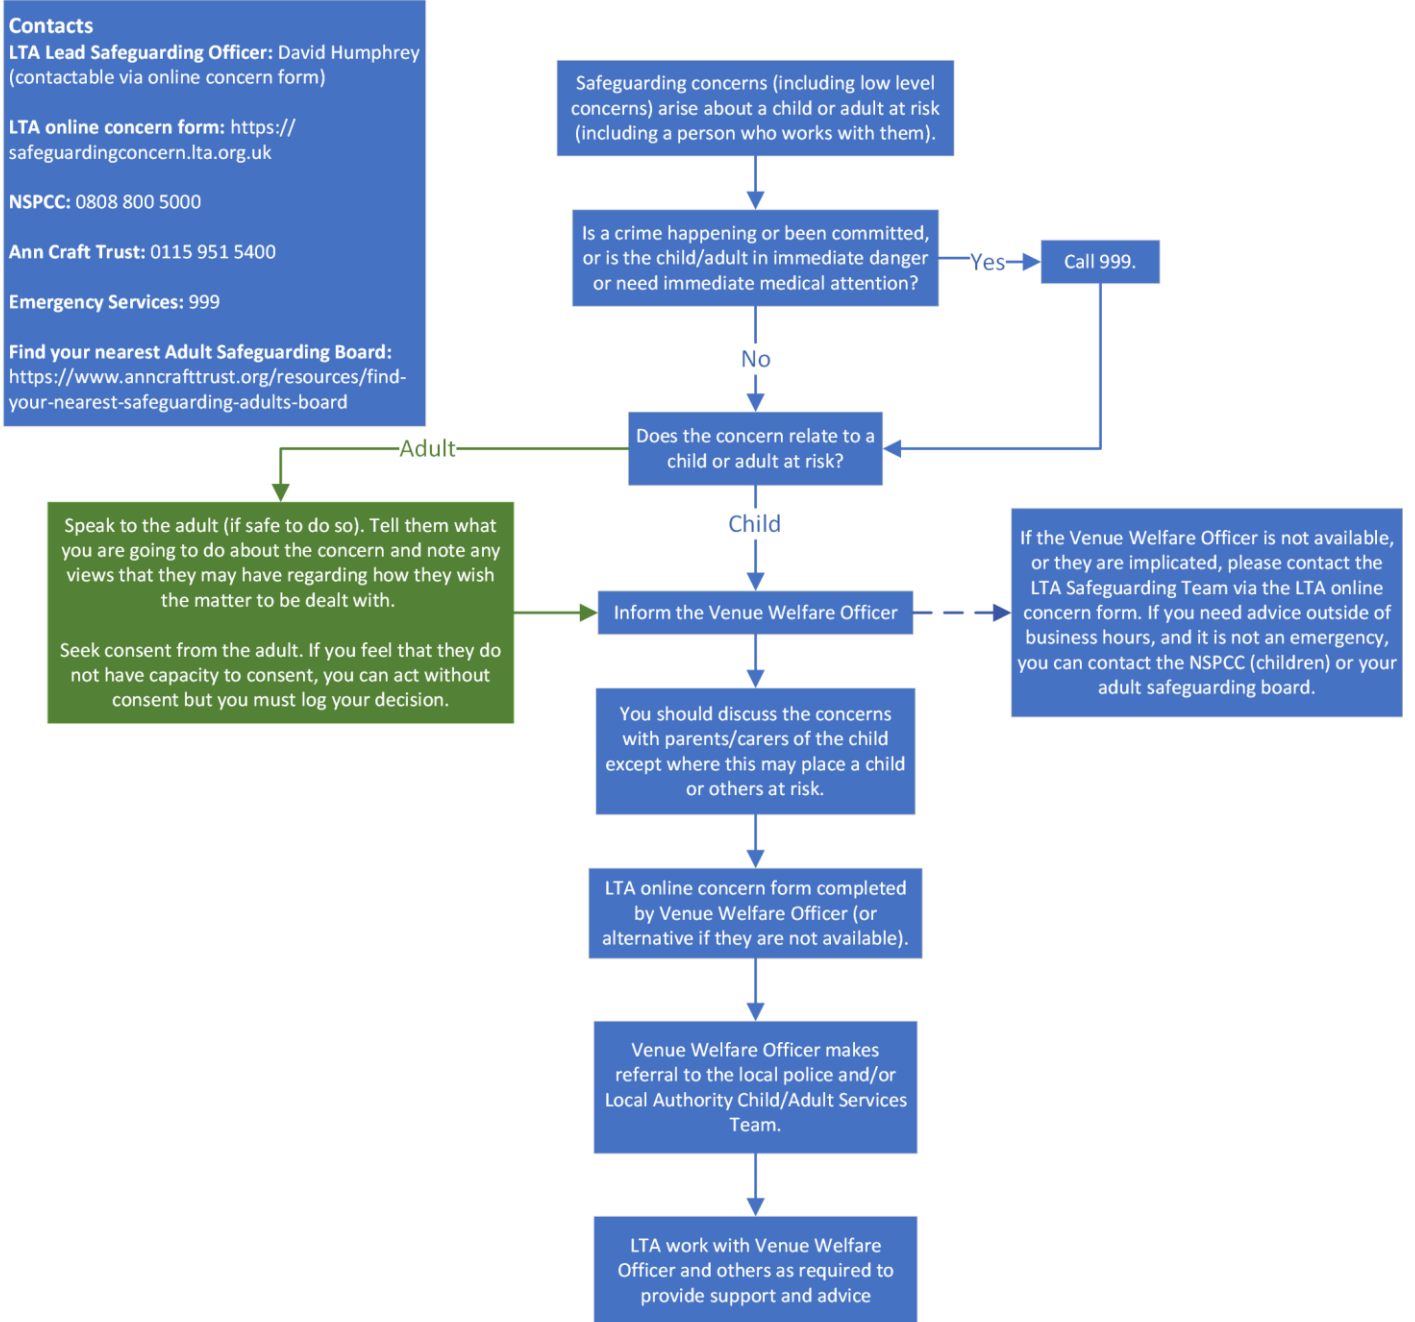 Contacts
LTA Lead Safeguarding Officer: David Humphrey
(contactable via online concern form)
LTA online concern form: https://
safeguardingconcern.lta.org.uk
NSPCC: 0808 800 5000
Ann Craft Trust: 0115 951 5400
Emergency Services: 999
Find your nearest Adult Safeguarding Board:
https://www.anncrafttrust.org/resources/find-
your-nearest-safeguarding-adults-board
Safeguarding concerns (including low level
concerns) arise about a child or adult at risk
(including a person who works with them).
Is a crime happening or been committed,
or is the child/adult in immediate danger
or need immediate medical attention?
Yes
Call 999.
No
Does the concern relate to a
child or adult at risk?
Adult
Speak to the adult (if safe to do so). Tell them what
you are going to do about the concern and note any
views that they may have regarding how they wish
the matter to be dealt with.
Seek consent from the adult. If you feel that they do
not have capacity to consent, you can act without
consent but you must log your decision.
Child
Inform the Venue Welfare Officer
If the Venue Welfare Officer is not available,
or they are implicated, please contact the
LTA Safeguarding Team via the LTA online
concern form. If you need advice outside of
business hours, and it is not an emergency,
you can contact the NSPCC (children) or your
adult safeguarding board.
You should discuss the concerns
with parents/carers of the child
except where this may place a child
or others at risk.
LTA online concern form completed
by Venue Welfare Officer (or
alternative if they are not available).
Venue Welfare Officer makes
referral to the local police and/or
Local Authority Child/Adult Services
Team.
LTA work with Venue Welfare
Officer and others as required to
provide support and advice